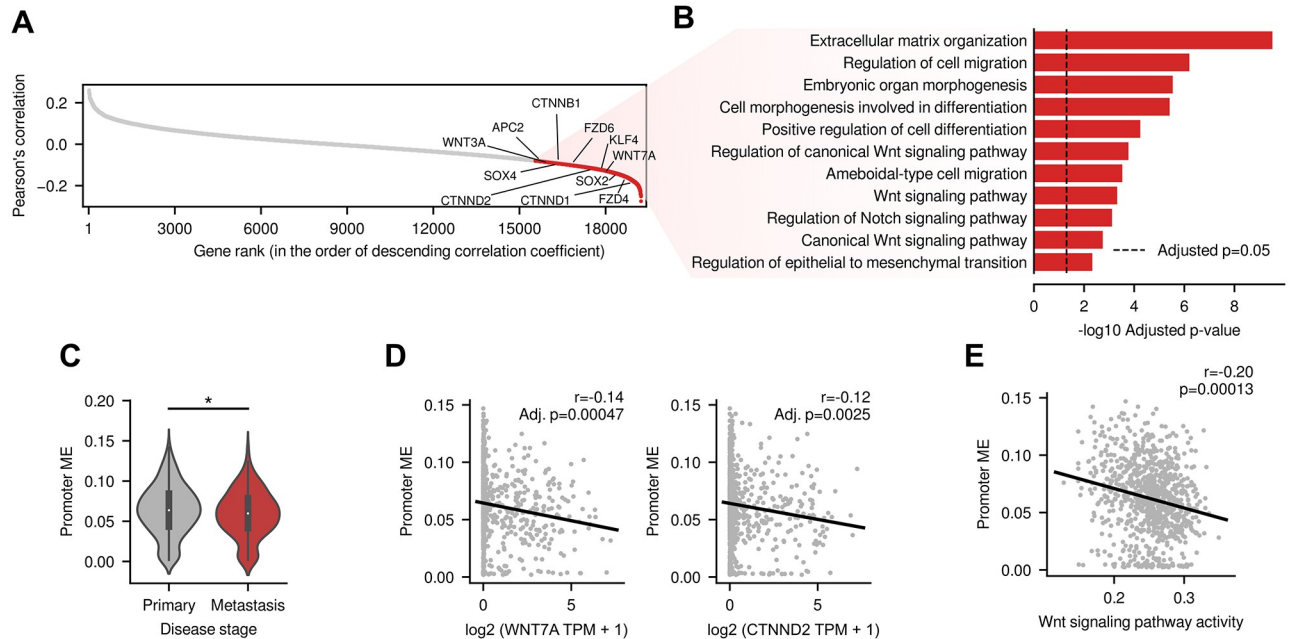 A
Pearson's correlation
0.2
0.0
−0.2
CTNNB1
APC2
FZD6
KLF4
WNT3A
WNT7A
SOX4
SOX2
CTNND2
CTNND1
FZD4
1
3000
6000
9000
12000
15000
18000
Gene rank (in the order of descending correlation coefficient)
B
Extracellular matrix organization
Regulation of cell migration
Embryonic organ morphogenesis
Cell morphogenesis involved in differentiation
Positive regulation of cell differentiation
Regulation of canonical Wnt signaling pathway
Ameboidal-type cell migration
Wnt signaling pathway
Regulation of Notch signaling pathway
Canonical Wnt signaling pathway
Regulation of epithelial to mesenchymal transition
Adjusted p=0.05
0
2
4
6
8
-log10 Adjusted p-value
C
Promoter ME
0.20
0.15
0.10
0.05
0.00
*
Primary
Metastasis
Disease stage
D
Promoter ME
0.15
0.10
0.05
0.00
r=-0.14
Adj. p=0.00047
0
5
log2 (WNT7A TPM + 1)
Promoter ME
0.15
0.10
0.05
0.00
r=-0.12
Adj. p=0.0025
0
5
log2 (CTNND2 TPM + 1)
E
Promoter ME
0.15
0.10
0.05
0.00
r=-0.20
p=0.00013
0.2
0.3
Wnt signaling pathway activity